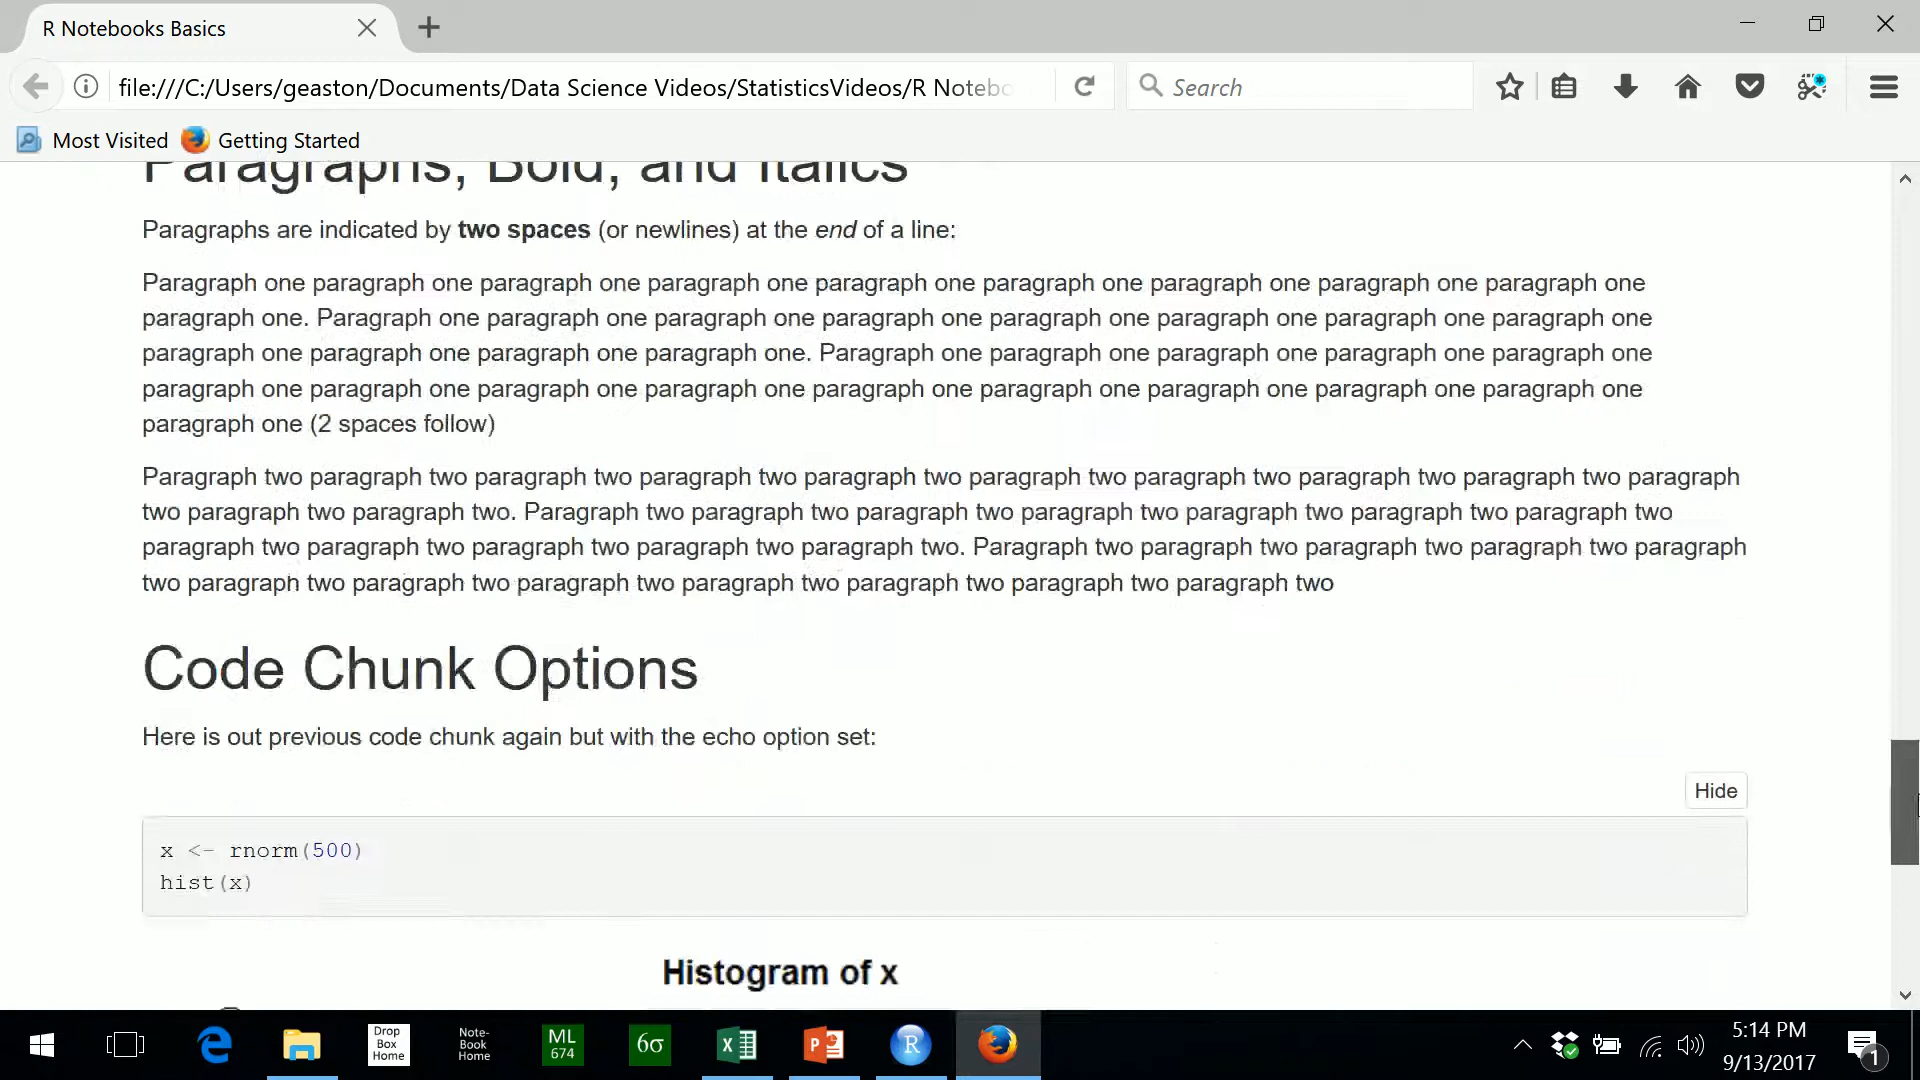 R Notebooks Basics
file:///C:/Users/geaston/Documents/Data Science Videos/StatisticsVideos/R Notebo
Search
Most Visited
Getting Started
Paragraphs, Bold, and Italics
Paragraphs are indicated by two spaces (or newlines) at the end of a line:
Paragraph one paragraph one paragraph one paragraph one paragraph one paragraph one paragraph one paragraph one paragraph one
paragraph one. Paragraph one paragraph one paragraph one paragraph one paragraph one paragraph one paragraph one paragraph one
paragraph one paragraph one paragraph one paragraph one. Paragraph one paragraph one paragraph one paragraph one paragraph one
paragraph one paragraph one paragraph one paragraph one paragraph one paragraph one paragraph one paragraph one paragraph one
paragraph one (2 spaces follow)
Paragraph two paragraph two paragraph two paragraph two paragraph two paragraph two paragraph two paragraph two paragraph two paragraph
two paragraph two paragraph two. Paragraph two paragraph two paragraph two paragraph two paragraph two paragraph two paragraph two
paragraph two paragraph two paragraph two paragraph two paragraph two. Paragraph two paragraph two paragraph two paragraph two paragraph
two paragraph two paragraph two paragraph two paragraph two paragraph two paragraph two paragraph two
Code Chunk Options
Here is out previous code chunk again but with the echo option set:
Hide
x <- rnorm(500)
hist(x)
Histogram of x
Drop
Box
Home
Note-
Book
Home
ML
674
6σ
R
5:14 PM
9/13/2017
1